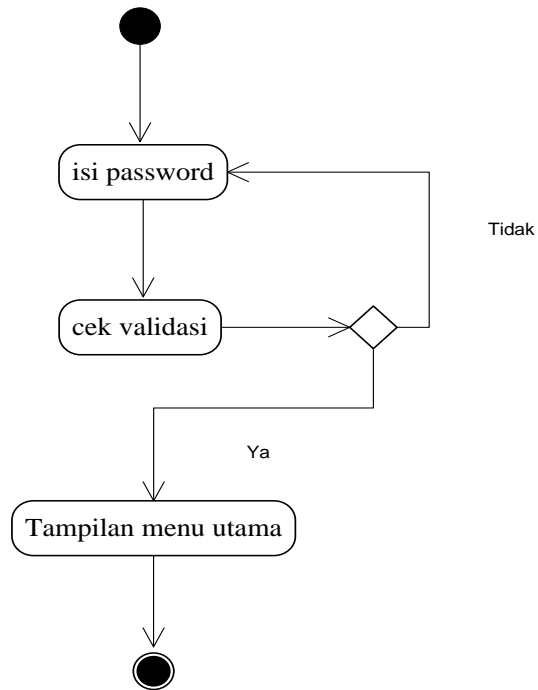 isi password
Tidak
cek validasi
Ya
Tampilan menu utama